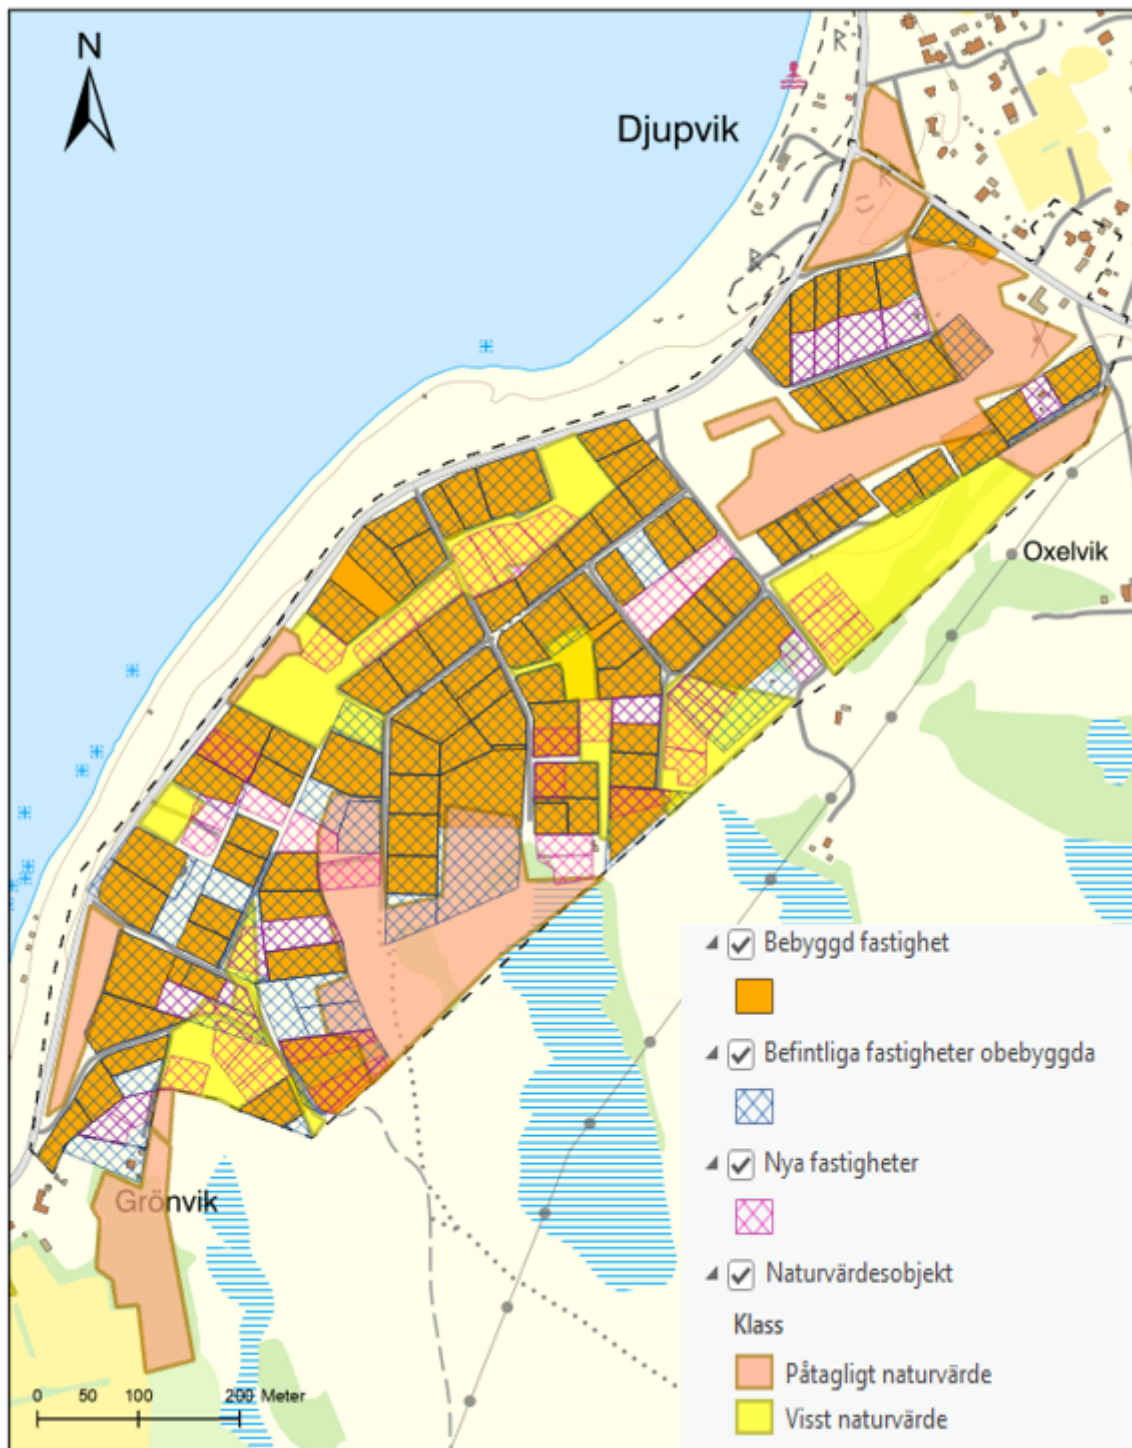 N
Djupvik
Oxelvik
Grönvik
Bebyggd fastighet
Befintliga fastigheter obebyggda
Nya fastigheter
Naturvärdesobjekt
Klass
Påtagligt naturvärde
Visst naturvärde
0 50 100 200 Meter